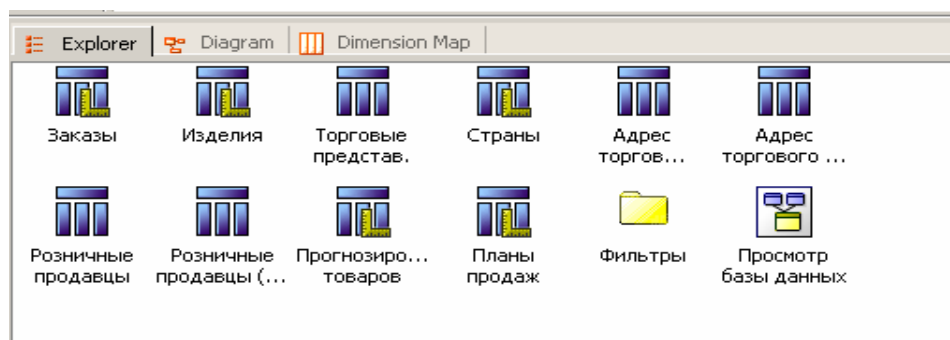 Explorer Diagram Dimension Map
Заказы Изделия Торговые представ. Страны Адрес торгов... Адрес торгового ...
Розничные продавцы Розничные продавцы (... Прогнозиро... товаров Планы продаж Фильтры Просмотр базы данных